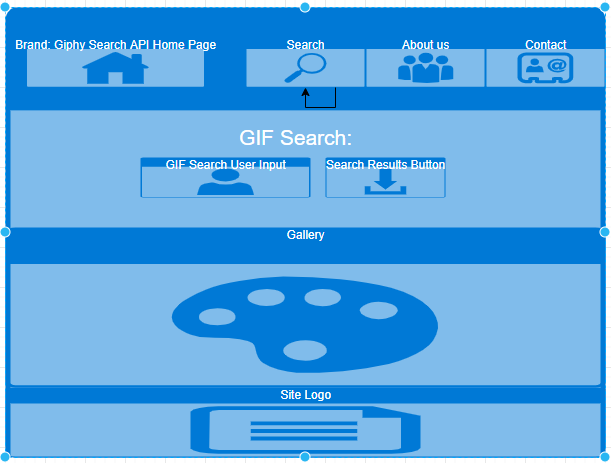 Brand: Giphy Search API Home Page
Search
About us
Contact
@
GIF Search:
GIF Search User Input
Search Results Button
Gallery
Site Logo